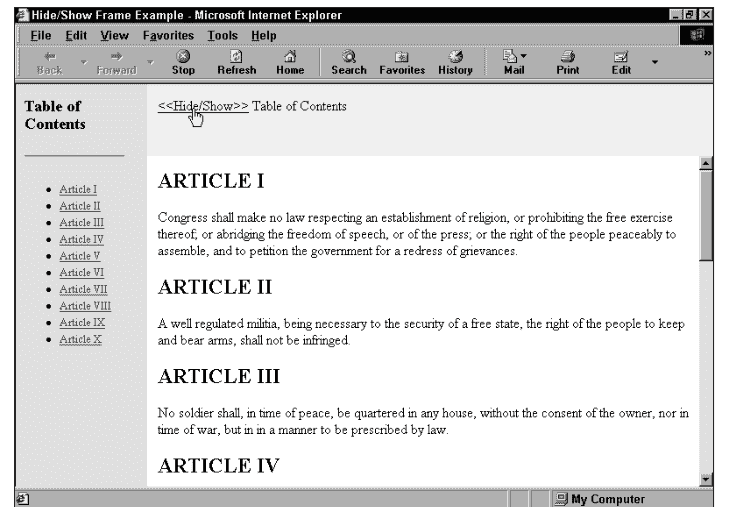 Hide/Show Frame Example - Microsoft Internet Explorer
File Edit View Favorites Tools Help
Back Forward Stop Refresh Home Search Favorites History Mail Print Edit »
Table of
Contents
<<Hide/Show>> Table of Contents
• Article I
• Article II
• Article III
• Article IV
• Article V
• Article VI
• Article VII
• Article VIII
• Article IX
• Article X
ARTICLE I
Congress shall make no law respecting an establishment of religion, or prohibiting the free exercise
thereof; or abridging the freedom of speech, or of the press; or the right of the people peaceably to
assemble, and to petition the government for a redress of grievances.
ARTICLE II
A well regulated militia, being necessary to the security of a free state, the right of the people to keep
and bear arms, shall not be infringed.
ARTICLE III
No soldier shall, in time of peace, be quartered in any house, without the consent of the owner, nor in
time of war, but in in a manner to be prescribed by law.
ARTICLE IV
My Computer